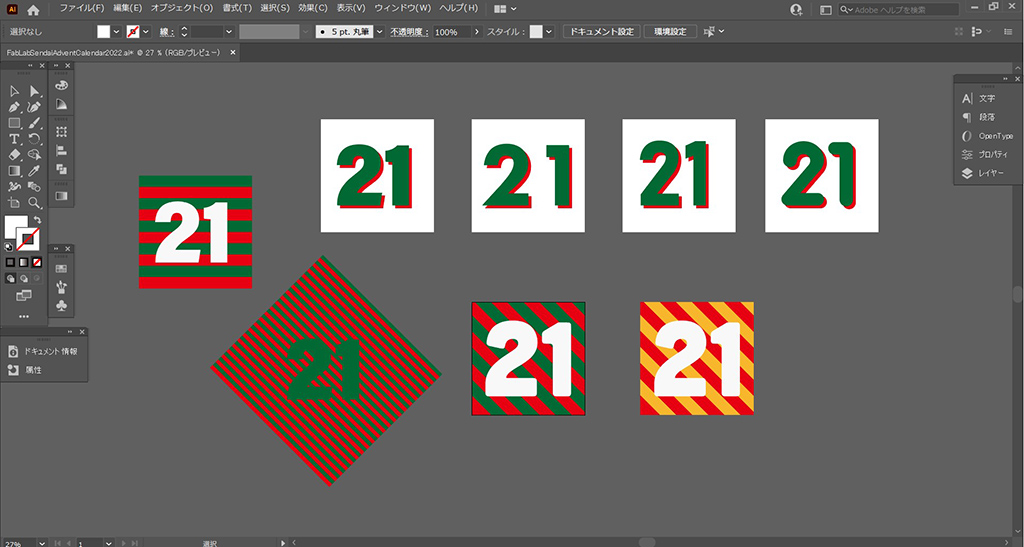 Ai ファイル(F) 編集(E) オブジェクト(O) 書式(T) 選択(S) 効果(C) 表示(V) ウィンドウ(W) ヘルプ(H) Adobe ヘルプを検索
選択なし 線: 5 pt. 丸筆 不透明度: 100% スタイル: ドキュメント設定 環境設定
FabLabSendaiAdventCalendar2022.ai* @ 27 % (RGB/プレビュー)
文字
段落
OpenType
プロパティ
レイヤー
21 21 21 21
21
21 21 21
ドキュメント情報
属性
27% 1 選択